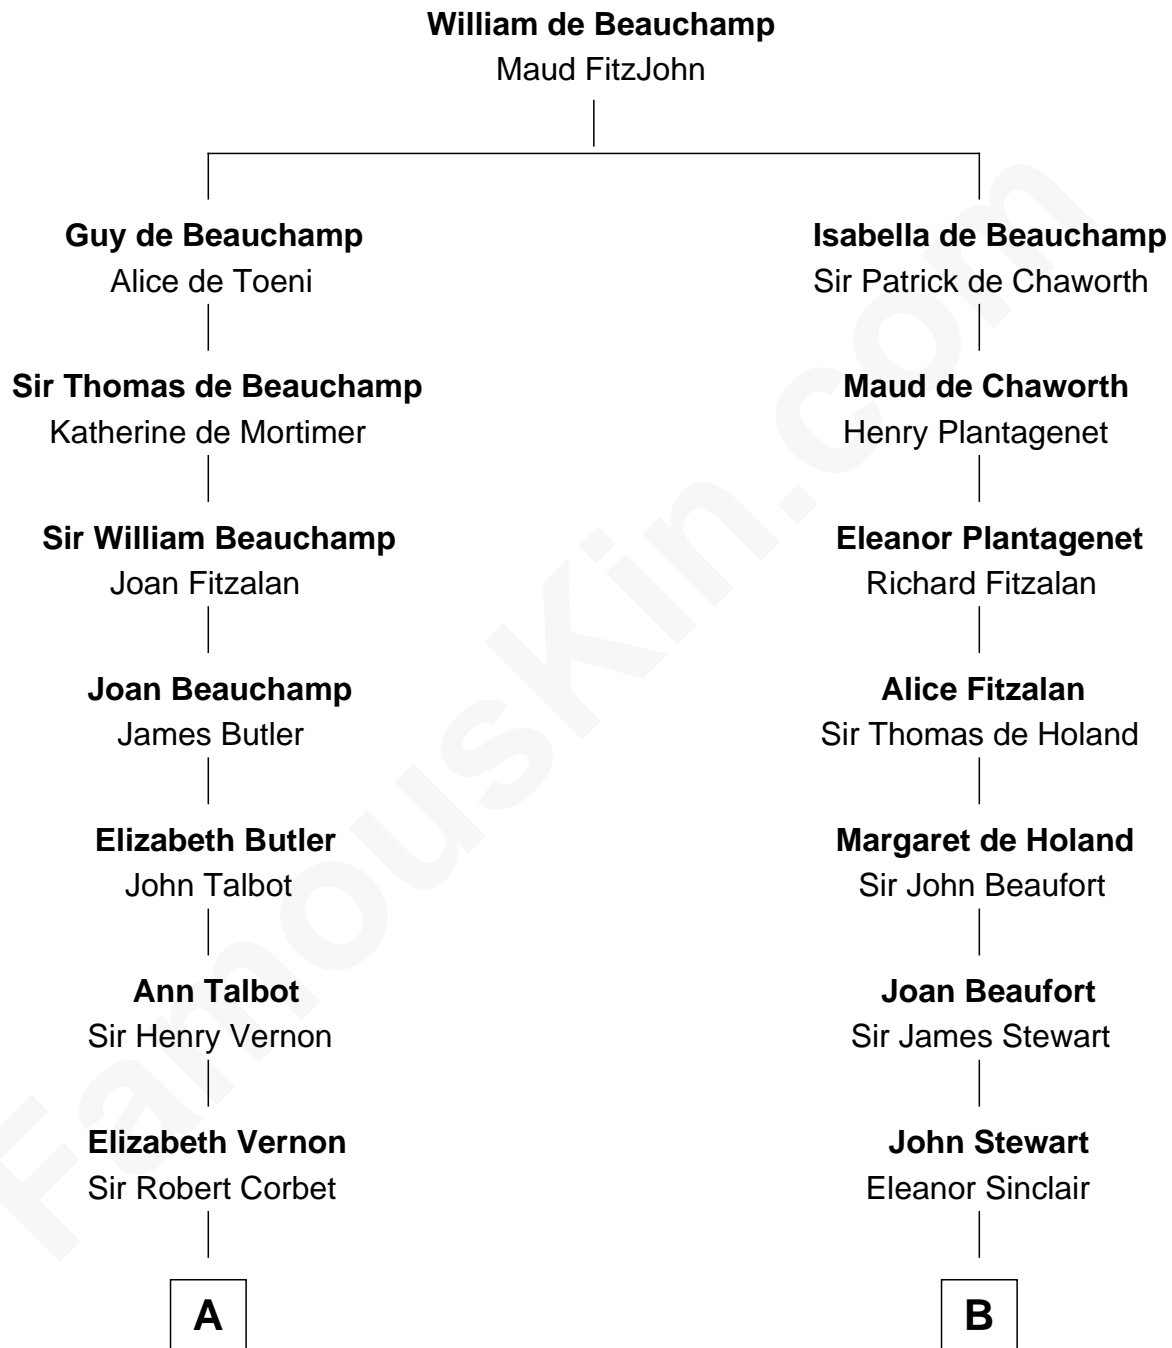 William de Beauchamp
Maud FitzJohn
Guy de Beauchamp
Alice de Toeni
Isabella de Beauchamp
Sir Patrick de Chaworth
Sir Thomas de Beauchamp
Katherine de Mortimer
Maud de Chaworth
Henry Plantagenet
Sir William Beauchamp
Joan Fitzalan
Eleanor Plantagenet
Richard Fitzalan
Joan Beauchamp
James Butler
Alice Fitzalan
Sir Thomas de Holand
Elizabeth Butler
John Talbot
Margaret de Holand
Sir John Beaufort
Ann Talbot
Sir Henry Vernon
Joan Beaufort
Sir James Stewart
Elizabeth Vernon
Sir Robert Corbet
John Stewart
Eleanor Sinclair
A
B
FamousKin.com